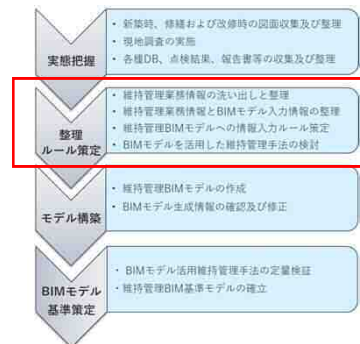 ・ 新築時、修繕および改修時の図面収集及び整理
・ 現地調査の実施
・ 各種DB、点検結果、報告書等の収集及び整理
実態把握
・ 維持管理業務情報の洗い出しと整理
・ 維持管理業務情報とBIMモデル入力情報の整理
・ 維持管理BIMモデルへの情報入力ルール策定
・ BIMモデルを活用した維持管理手法の検討
整理
ルール策定
・ 維持管理BIMモデルの作成
・ BIMモデル生成情報の確認及び修正
モデル構築
・ BIMモデル活用維持管理手法の定量検証
・ 維持管理BIM基準モデルの確立
BIMモデル
基準策定